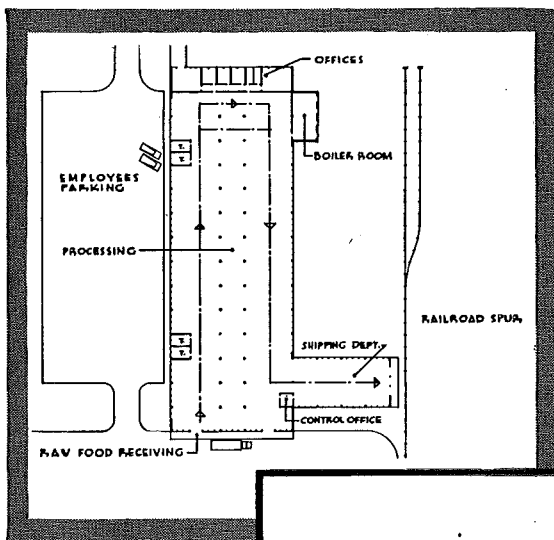 OFFICES
BOILER ROOM
EMPLOYEES
PARKING
PROCESSING
RAILROAD SPUR
SHIPPING DEPT.
CONTROL OFFICE
RAW FOOD RECEIVING